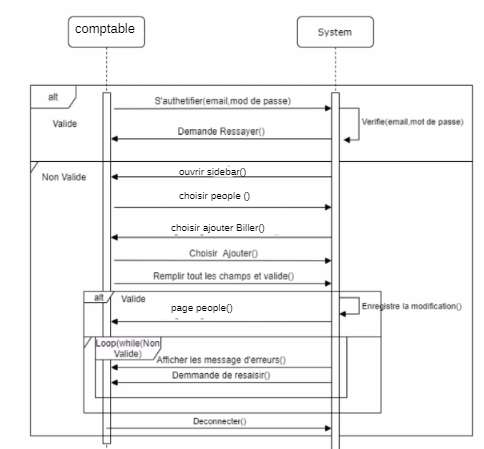 comptable
System
alt
S'authetifier(email,mod de passe)
Valide
Verifie(email,mot de passe)
Demande Ressayer()
ouvrir sidebar()
Non Valide
choisir people ()
choisir ajouter Biller()
Choisir Ajouter()
Remplir tout les champs et valide()
alt
Valide
page people()
Enregistre la modification()
Loop(while(Non
Valide)
Afficher les message d'erreurs()
Demmande de resaisir()
Deconnecter()